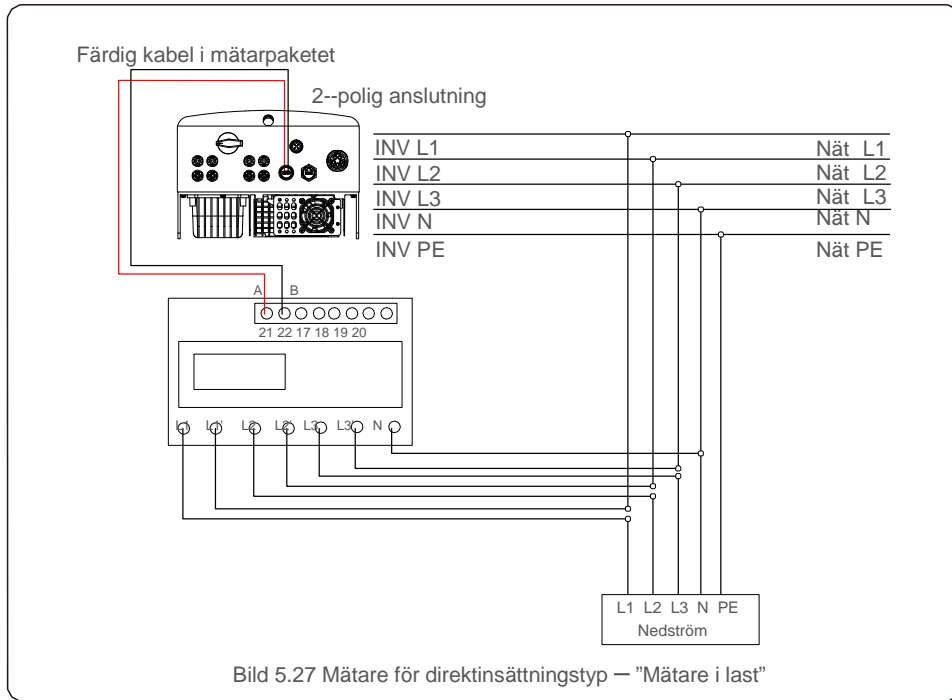 Färdig kabel i mätarpaketet
2--polig anslutning
INV L1 Nät L1
INV L2 Nät L2
INV L3 Nät L3
INV N Nät N
INV PE Nät PE
A B
21 22 17 18 19 20
L1 L1' L2 L2' L3 L3' N
L1 L2 L3 N PE
Nedström
Bild 5.27 Mätare för direktinsättningstyp — ”Mätare i last”